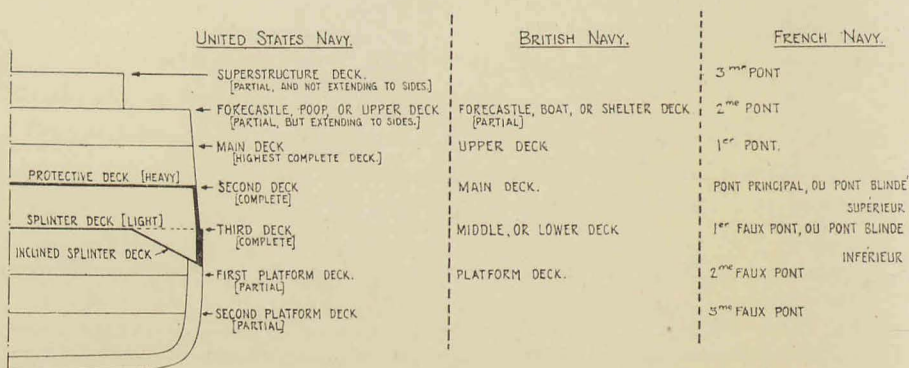 UNITED STATES NAVY.
BRITISH NAVY.
FRENCH NAVY.
SUPERSTRUCTURE DECK.
[PARTIAL, AND NOT EXTENDING TO SIDES.]
3me PONT
FORECASTLE, POOP, OR UPPER DECK
[PARTIAL, BUT EXTENDING TO SIDES.]
FORECASTLE, BOAT, OR SHELTER DECK
[PARTIAL]
2me PONT
MAIN DECK
[HIGHEST COMPLETE DECK.]
UPPER DECK
1er PONT.
PROTECTIVE DECK [HEAVY]
SECOND DECK
[COMPLETE]
MAIN DECK.
PONT PRINCIPAL, OU PONT BLINDÉ
SUPÉRIEUR
SPLINTER DECK [LIGHT]
THIRD DECK
[COMPLETE]
MIDDLE, OR LOWER DECK
1er FAUX PONT, OU PONT BLINDE
INFÉRIEUR
INCLINED SPLINTER DECK
FIRST PLATFORM DECK.
[PARTIAL]
PLATFORM DECK.
2me FAUX PONT
SECOND PLATFORM DECK
[PARTIAL]
3me FAUX PONT